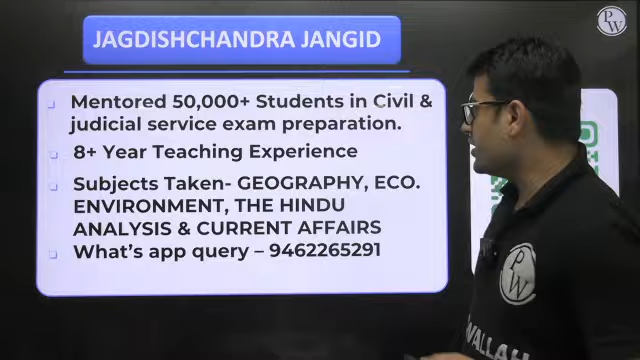 JAGDISHCHANDRA JANGID
PW
Mentored 50,000+ Students in Civil &
judicial service exam preparation.
8+ Year Teaching Experience
Subjects Taken- GEOGRAPHY, ECO.
ENVIRONMENT, THE HINDU
ANALYSIS & CURRENT AFFAIRS
What's app query – 9462265291
PW
WALLAH